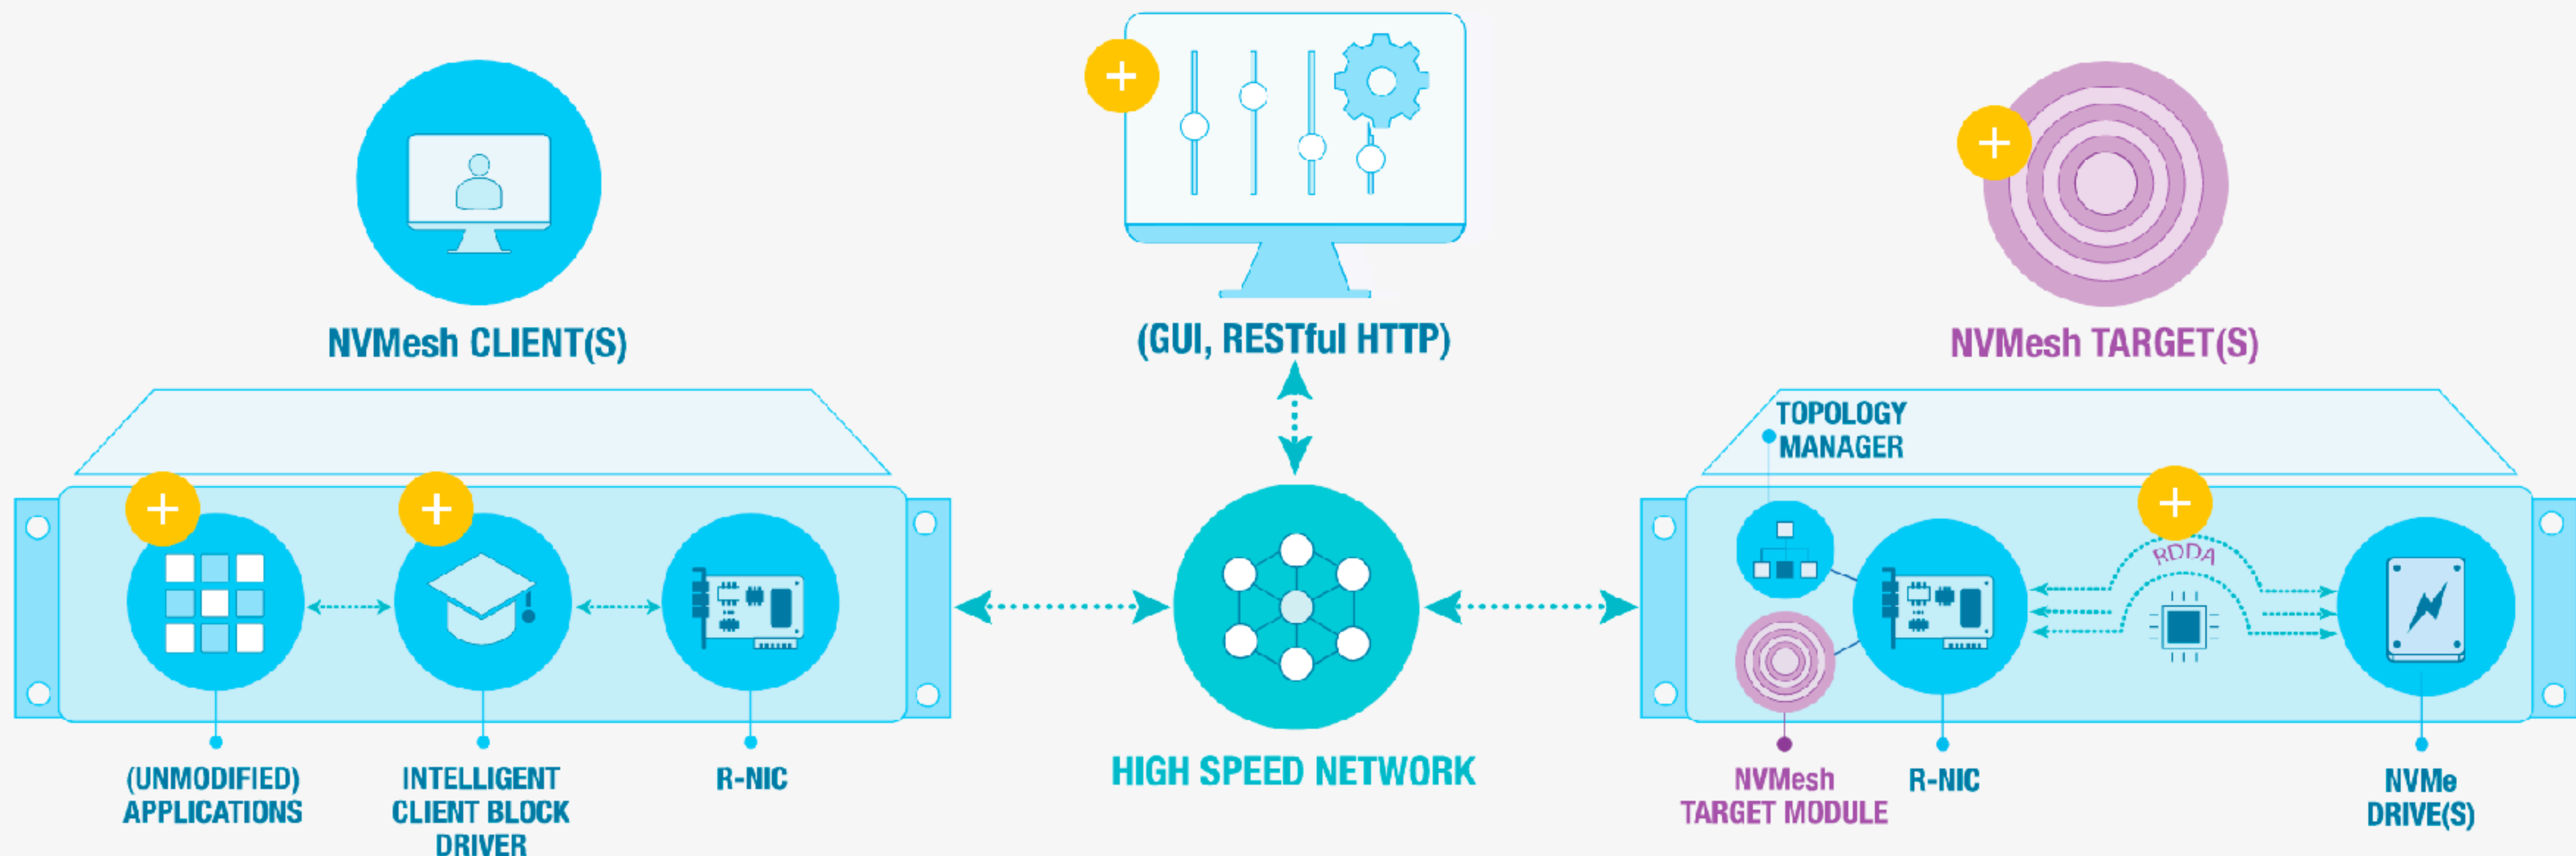 NVMesh CLIENT(S)
(GUI, RESTful HTTP)
NVMesh TARGET(S)
TOPOLOGY
MANAGER
RDDA
(UNMODIFIED)
APPLICATIONS
INTELLIGENT
CLIENT BLOCK
DRIVER
R-NIC
HIGH SPEED NETWORK
NVMesh
TARGET MODULE
R-NIC
NVMe
DRIVE(S)